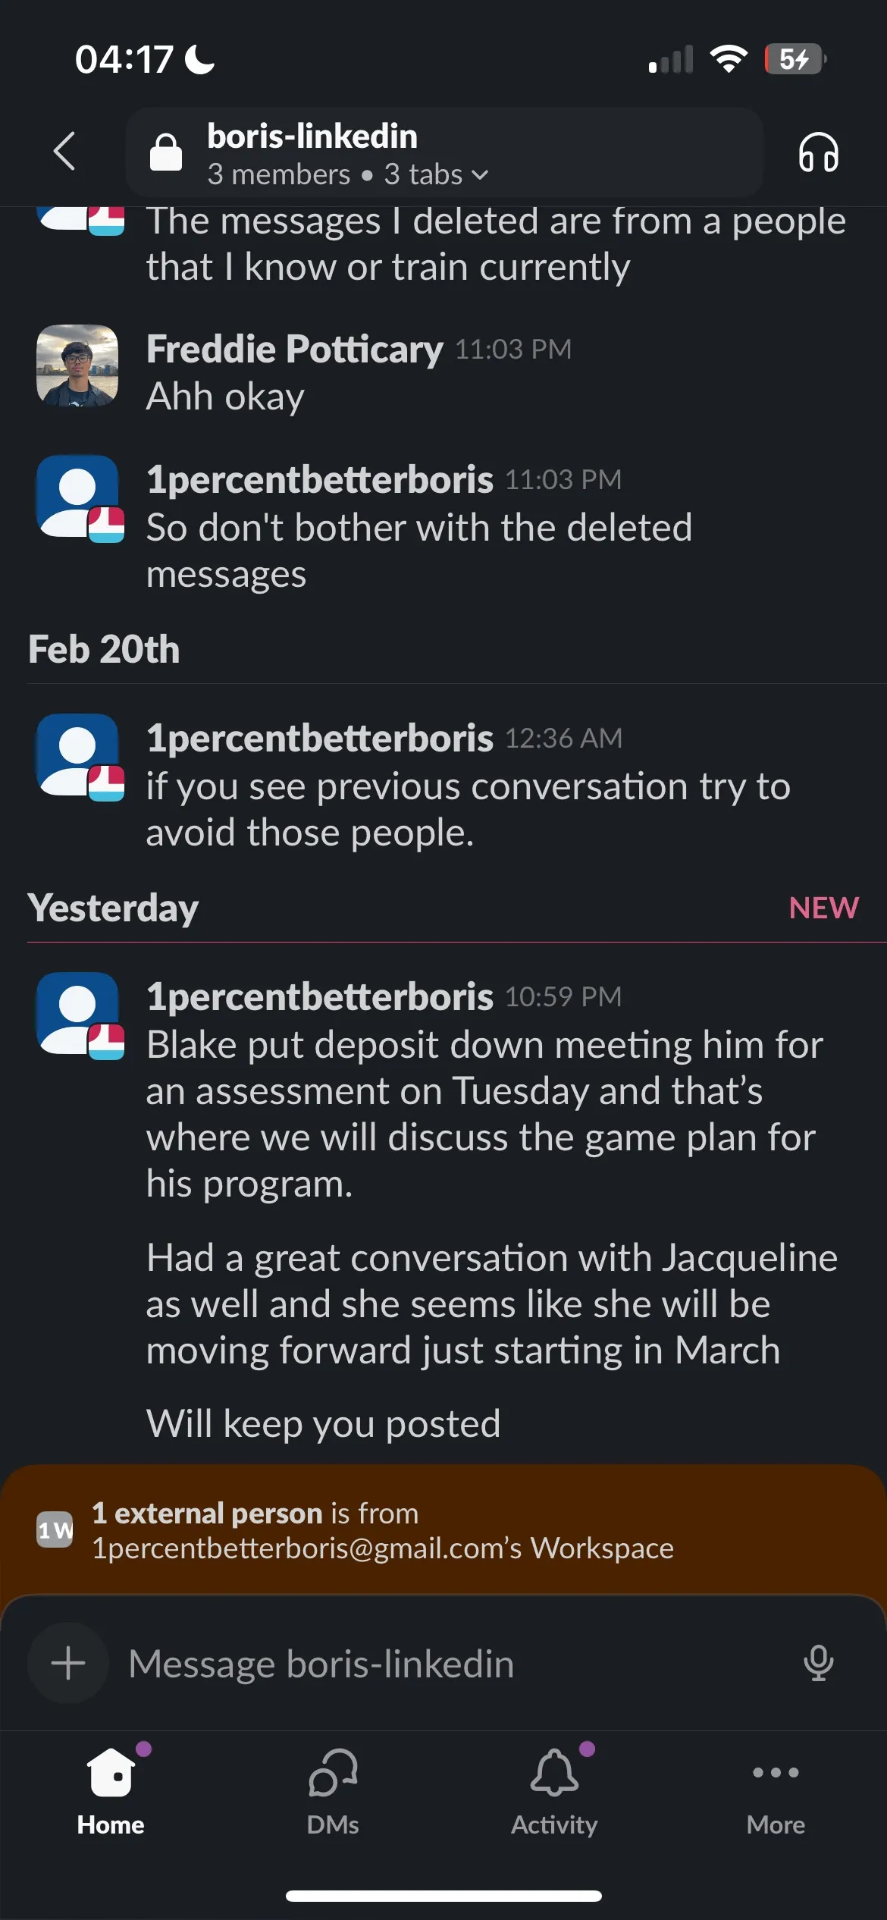 04:17
5
boris-linkedin
3 members • 3 tabs
The messages I deleted are from a people
that I know or train currently
Freddie Potticary 11:03 PM
Ahh okay
1percentbetterboris 11:03 PM
So don't bother with the deleted
messages
Feb 20th
1percentbetterboris 12:36 AM
if you see previous conversation try to
avoid those people.
Yesterday NEW
1percentbetterboris 10:59 PM
Blake put deposit down meeting him for
an assessment on Tuesday and that’s
where we will discuss the game plan for
his program.
Had a great conversation with Jacqueline
as well and she seems like she will be
moving forward just starting in March
Will keep you posted
1W
1 external person is from
1percentbetterboris@gmail.com’s Workspace
Message boris-linkedin
Home DMs Activity More